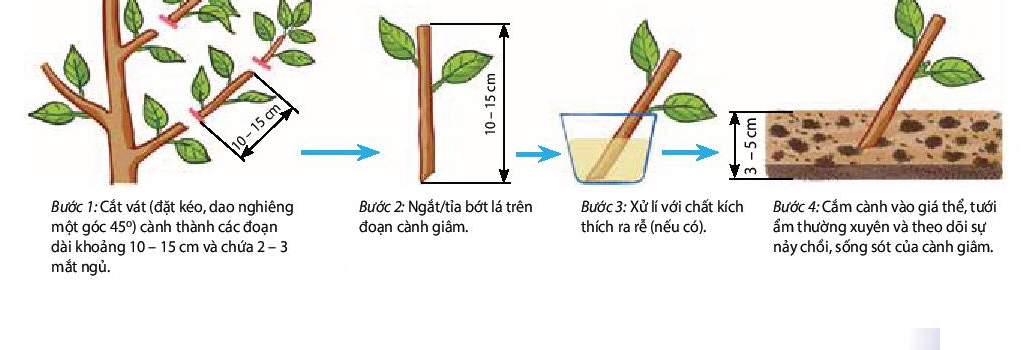 10 – 15 cm
10 – 15 cm
3 – 5 cm
Bước 1: Cắt vát (đặt kéo, dao nghiêng
một góc 45º) cành thành các đoạn
dài khoảng 10 – 15 cm và chứa 2 – 3
mắt ngủ.
Bước 2: Ngắt/tỉa bớt lá trên
đoạn cành giâm.
Bước 3: Xử lí với chất kích
thích ra rễ (nếu có).
Bước 4: Cắm cành vào giá thể, tưới
ẩm thường xuyên và theo dõi sự
nảy chồi, sống sót của cành giâm.